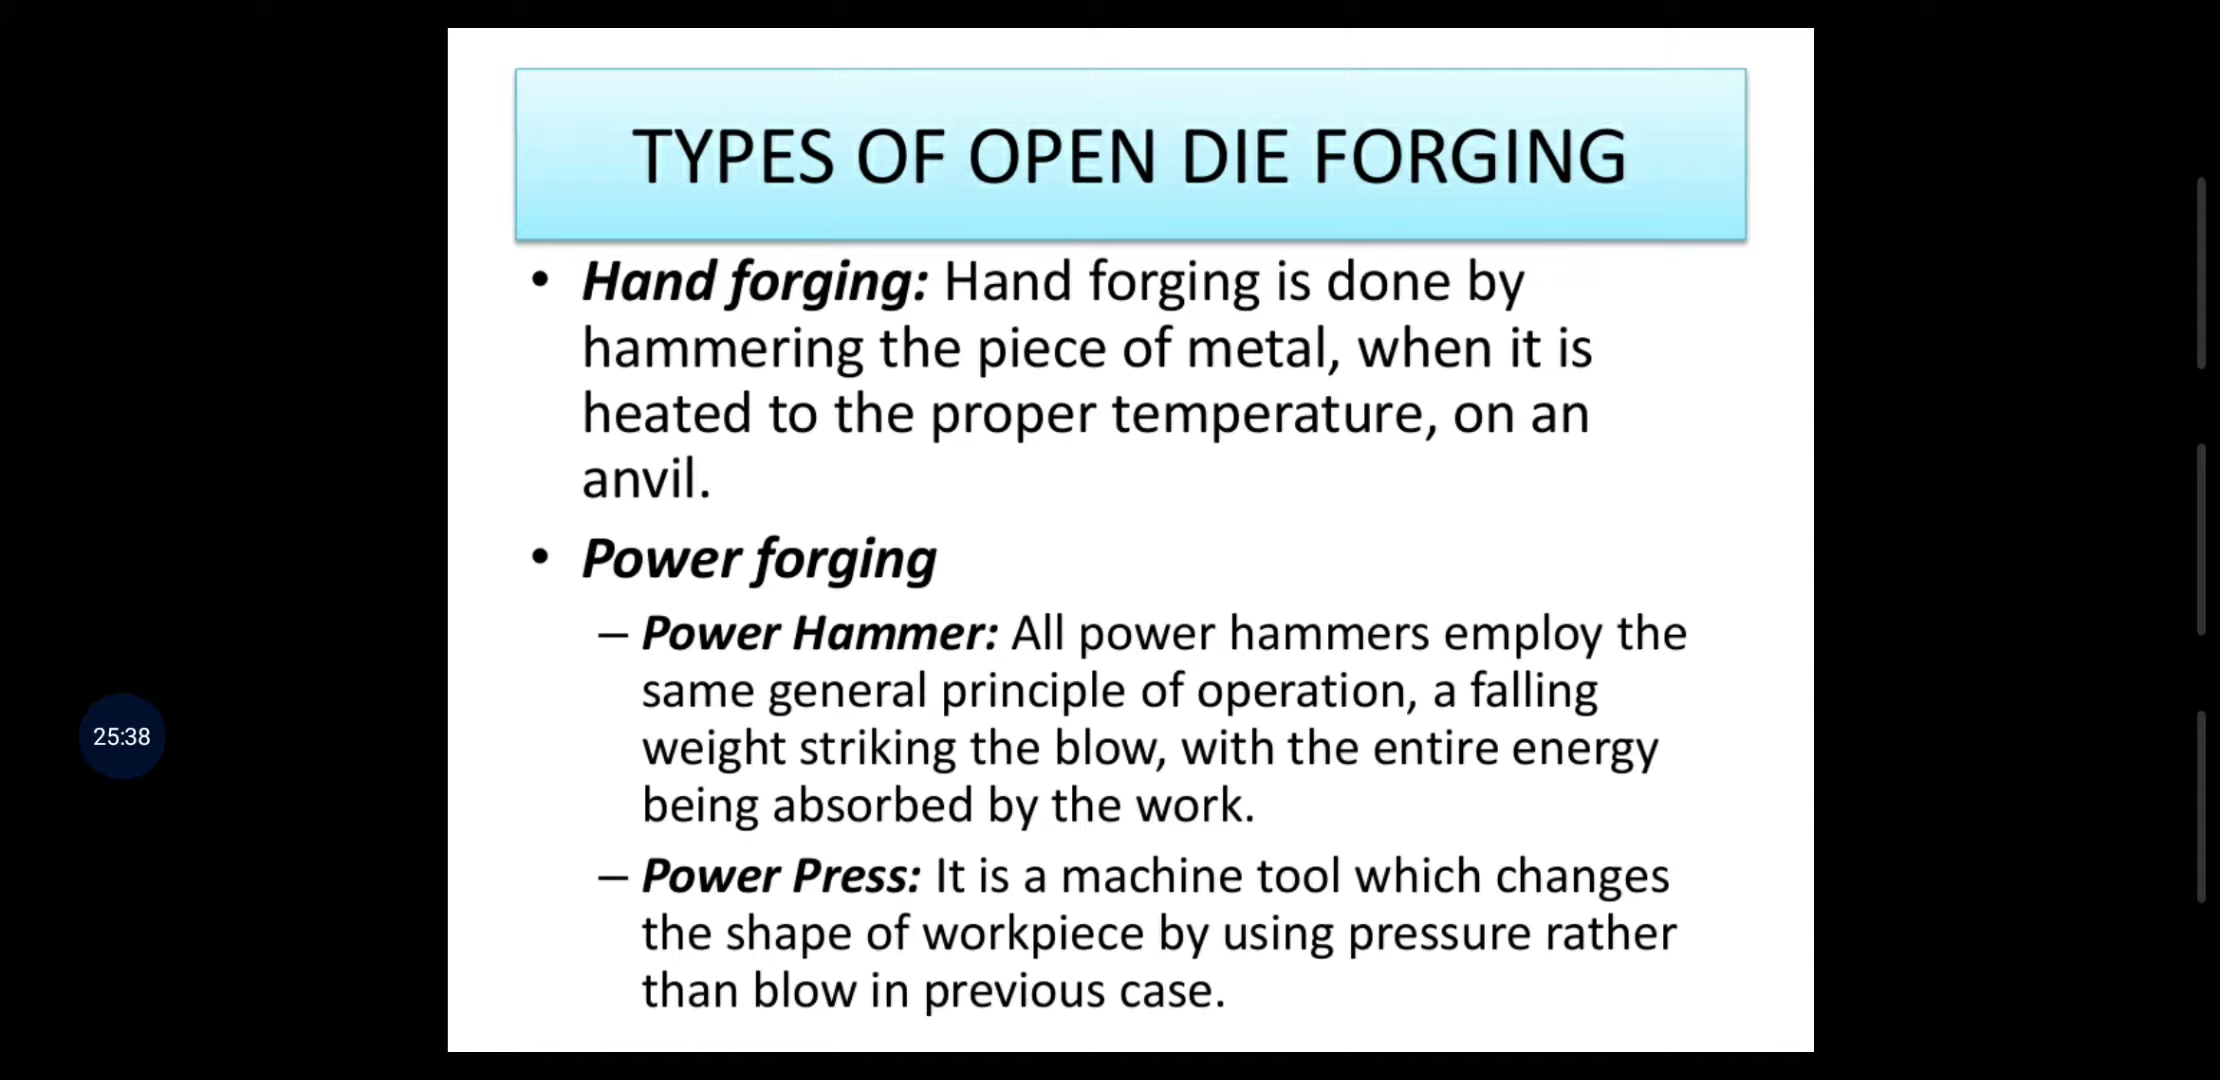 TYPES OF OPEN DIE FORGING
• Hand forging: Hand forging is done by
hammering the piece of metal, when it is
heated to the proper temperature, on an
anvil.
• Power forging
– Power Hammer: All power hammers employ the
same general principle of operation, a falling
weight striking the blow, with the entire energy
being absorbed by the work.
– Power Press: It is a machine tool which changes
the shape of workpiece by using pressure rather
than blow in previous case.
25:38